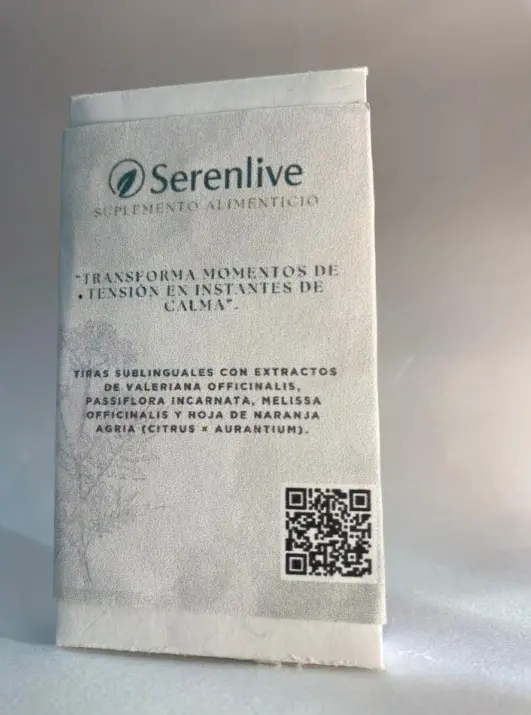 Serenlive
SUPLEMENTO ALIMENTICIO
"TRANSFORMA MOMENTOS DE
TENSIÓN EN INSTANTES DE
CALMA".
TIRAS SUBLINGUALES CON EXTRACTOS
DE VALERIANA OFFICINALIS,
PASSIFLORA INCARNATA, MELISSA
OFFICINALIS Y HOJA DE NARANJA
AGRIA (CITRUS × AURANTIUM).